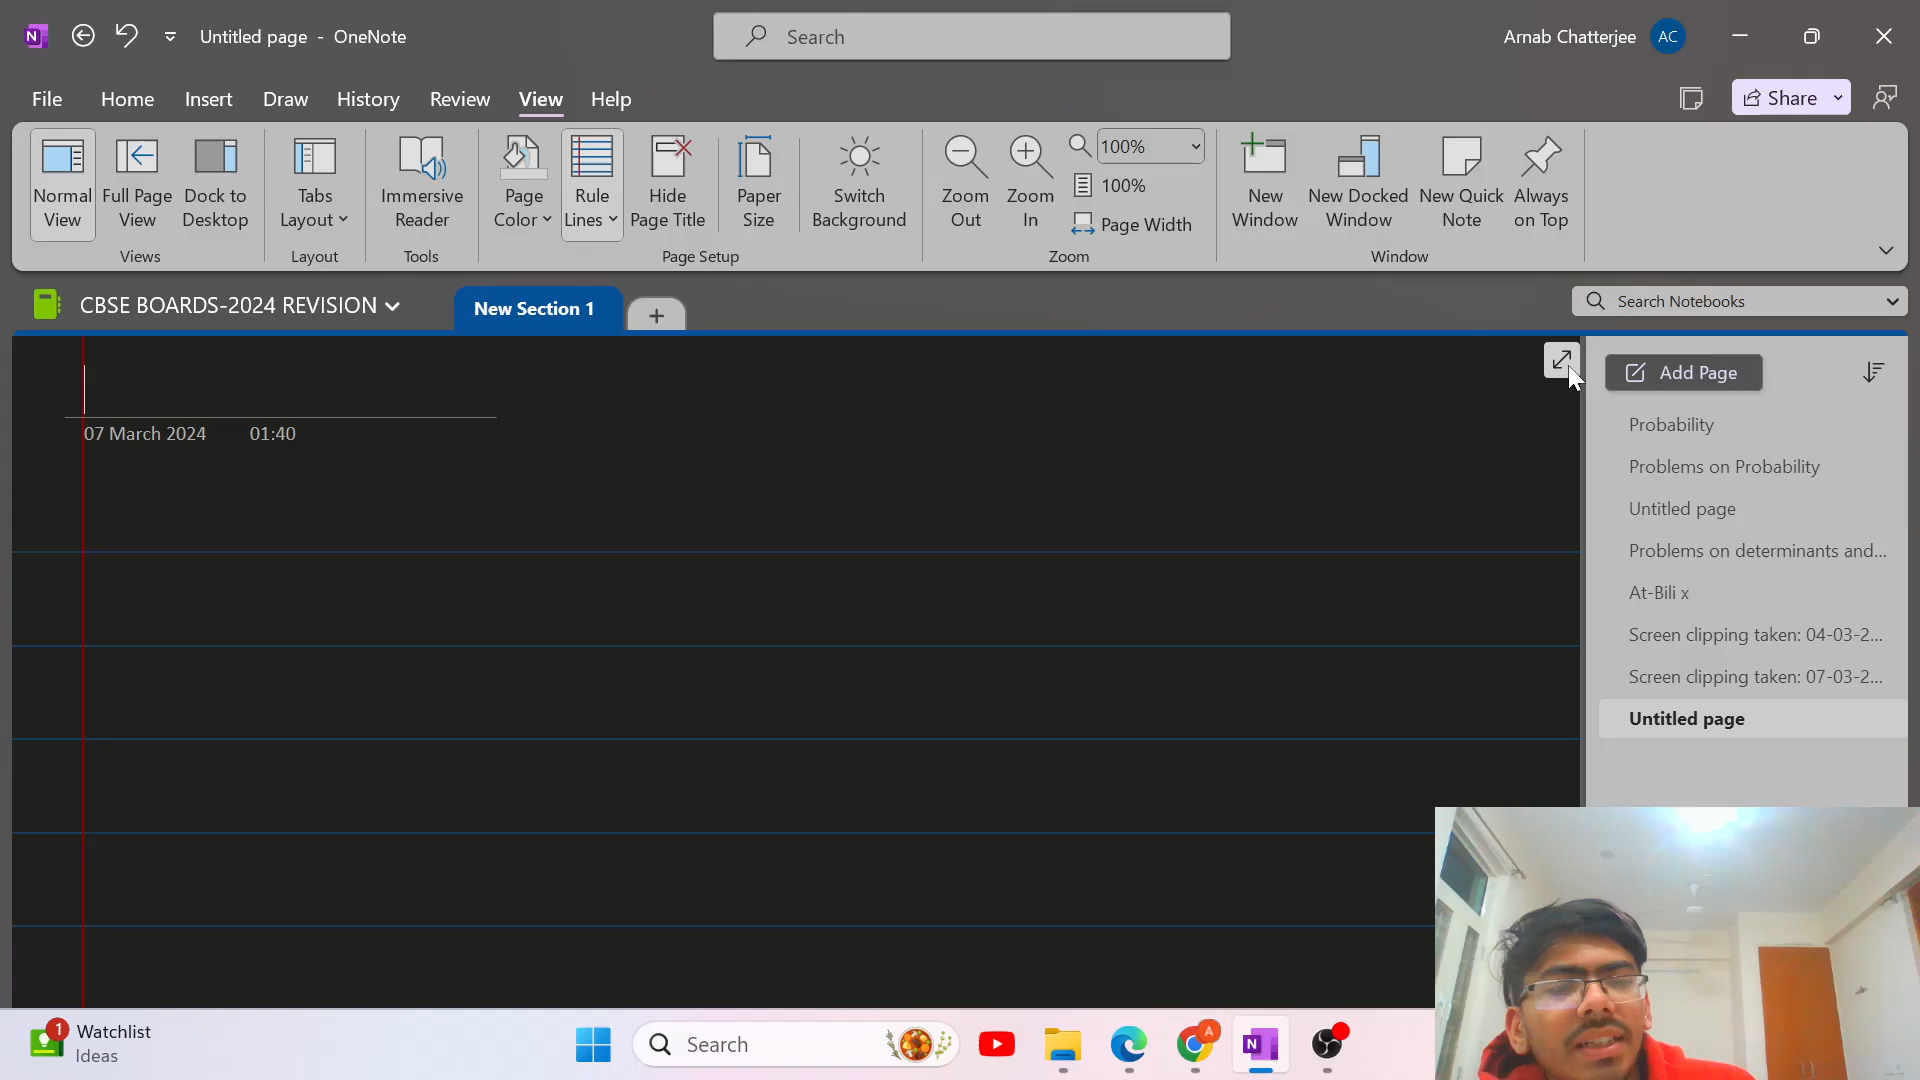 Untitled page - OneNote
Search
Arnab Chatterjee
AC
File
Home
Insert
Draw
History
Review
View
Help
Share
Normal View
Full Page View
Dock to Desktop
Views
Tabs Layout
Layout
Immersive Reader
Tools
Page Color
Rule Lines
Hide Page Title
Paper Size
Switch Background
Page Setup
Zoom Out
Zoom In
100%
100%
Page Width
Zoom
New Window
New Docked Window
New Quick Note
Always on Top
Window
CBSE BOARDS-2024 REVISION
New Section 1
+
Search Notebooks
07 March 2024 01:40
Add Page
Probability
Problems on Probability
Untitled page
Problems on determinants and...
At-Bili x
Screen clipping taken: 04-03-2...
Screen clipping taken: 07-03-2...
Untitled page
1
Watchlist
Ideas
Search
A
N